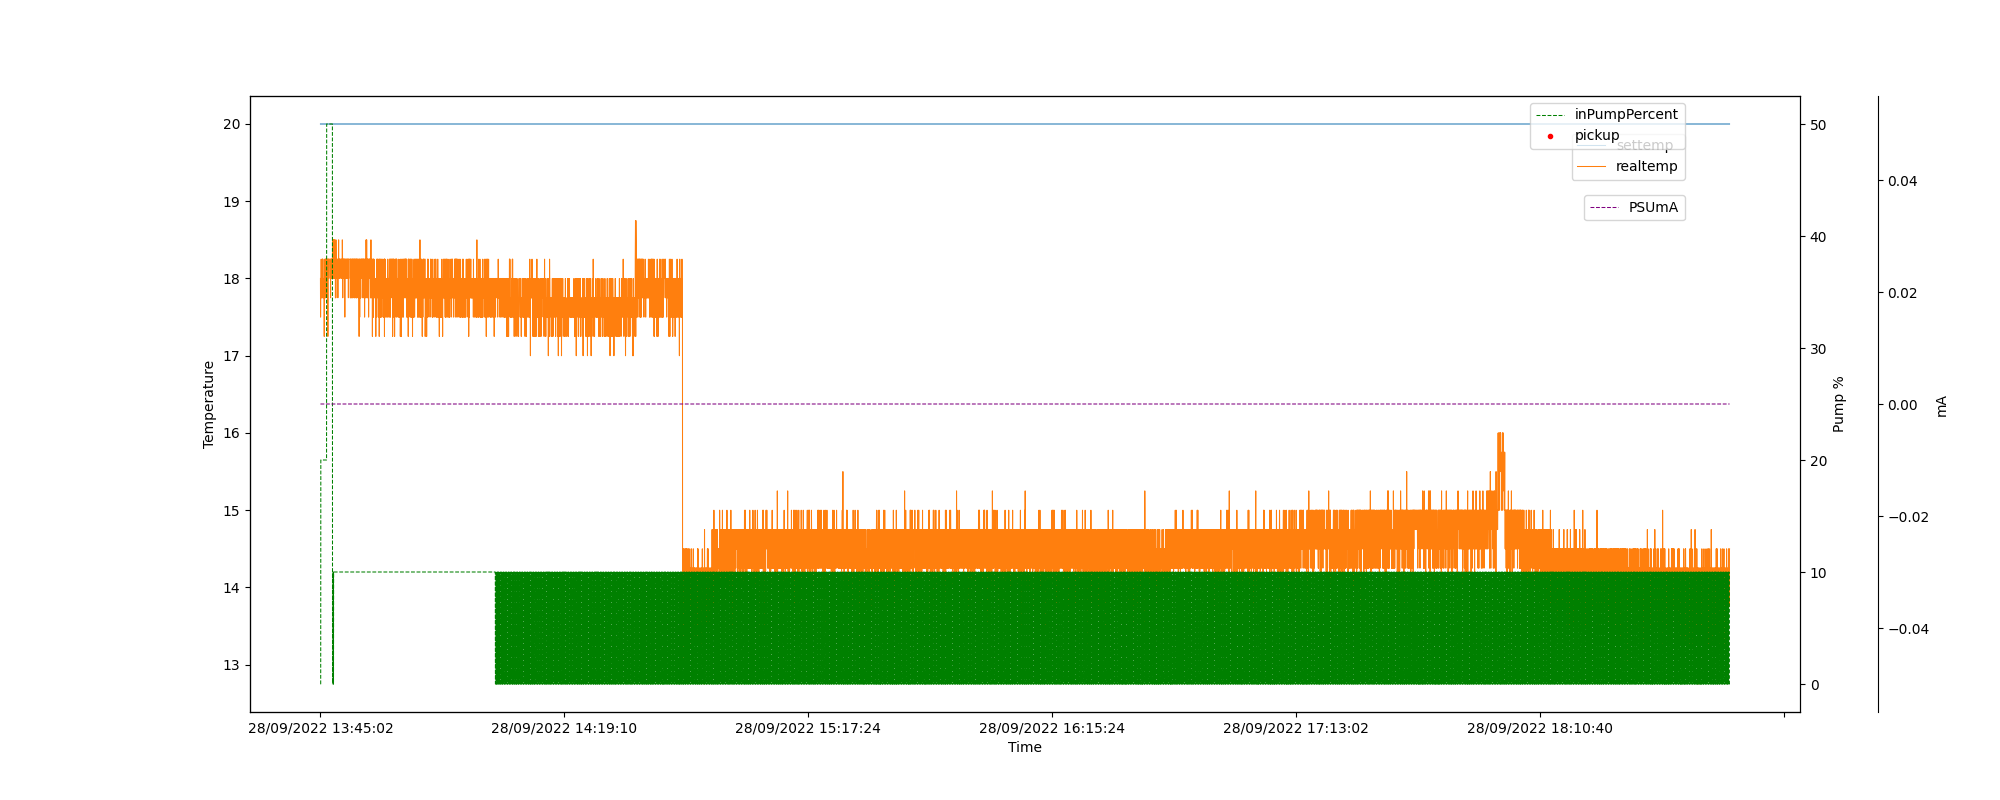 inPumpPercent
pickup
settemp
realtemp
PSUmA
20
19
18
17
16
15
14
13
Temperature
50
40
30
20
10
0
Pump %
0.04
0.02
0.00
−0.02
−0.04
mA
28/09/2022 13:45:02
28/09/2022 14:19:10
28/09/2022 15:17:24
28/09/2022 16:15:24
28/09/2022 17:13:02
28/09/2022 18:10:40
Time